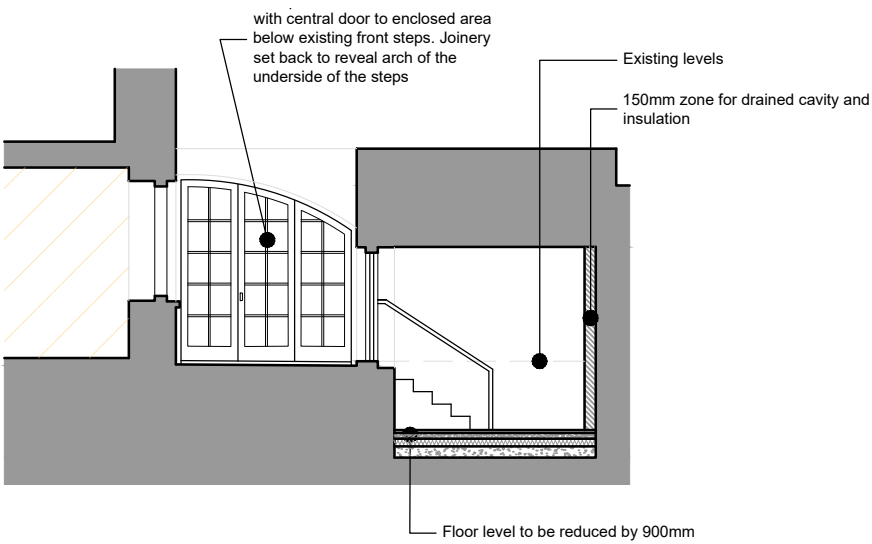 with central door to enclosed area
below existing front steps. Joinery
set back to reveal arch of the
underside of the steps
Existing levels
150mm zone for drained cavity and
insulation
Floor level to be reduced by 900mm